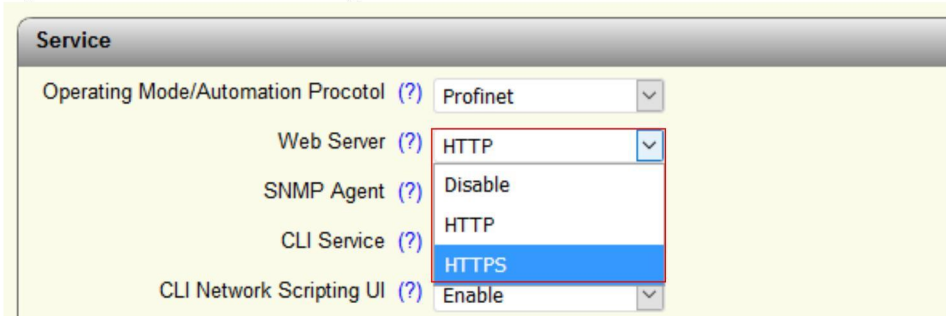 Service
Operating Mode/Automation Procotol (?) Profinet
Web Server (?) HTTP
SNMP Agent (?) Disable
CLI Service (?) HTTP
HTTPS
CLI Network Scripting UI (?) Enable